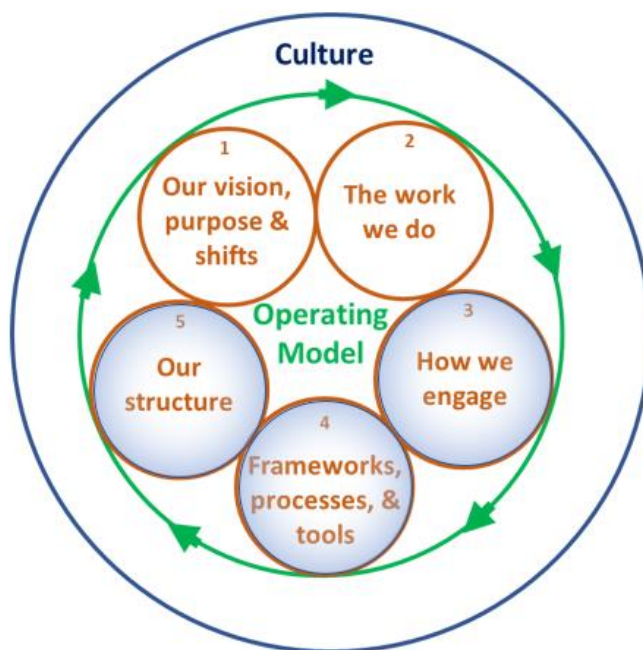 Culture
1
Our vision,
purpose &
shifts
2
The work
we do
3
How we
engage
4
Frameworks,
processes, &
tools
5
Our
structure
Operating
Model